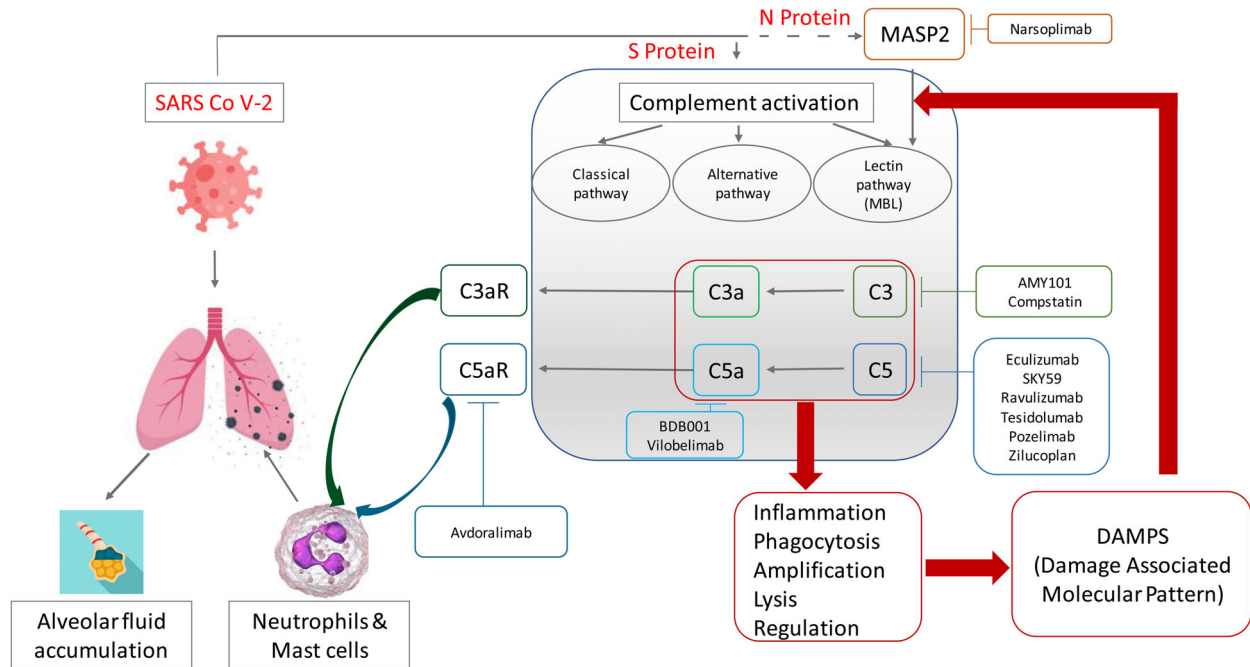 N Protein
S Protein
MASP2
Narsoplimab
SARS Co V-2
Complement activation
Classical
pathway
Alternative
pathway
Lectin
pathway
(MBL)
C3aR
C3a
C3
AMY101
Compstatin
C5aR
C5a
C5
Eculizumab
SKY59
Ravulizumab
Tesidolumab
Pozelimab
Zilucoplan
BDB001
Vilobelimab
Avdoralimab
Inflammation
Phagocytosis
Amplification
Lysis
Regulation
DAMPS
(Damage Associated
Molecular Pattern)
Alveolar fluid
accumulation
Neutrophils &
Mast cells